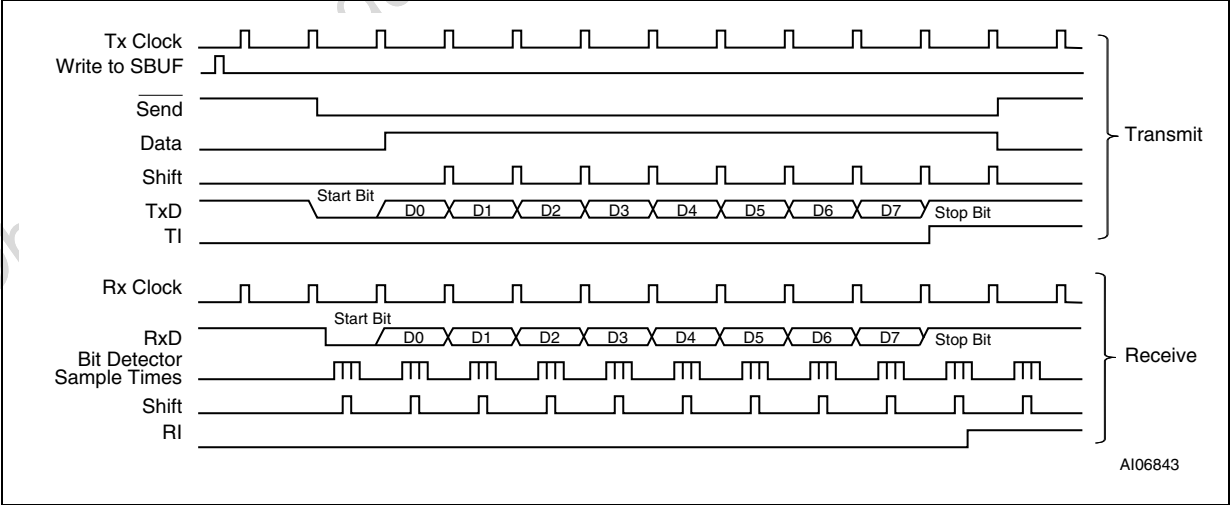 Tx Clock
Write to SBUF
Send
Data
Transmit
Shift
Start Bit
TxD
D0 D1 D2 D3 D4 D5 D6 D7
Stop Bit
TI
Rx Clock
Start Bit
RxD
D0 D1 D2 D3 D4 D5 D6 D7
Stop Bit
Bit Detector
Sample Times
Receive
Shift
RI
AI06843